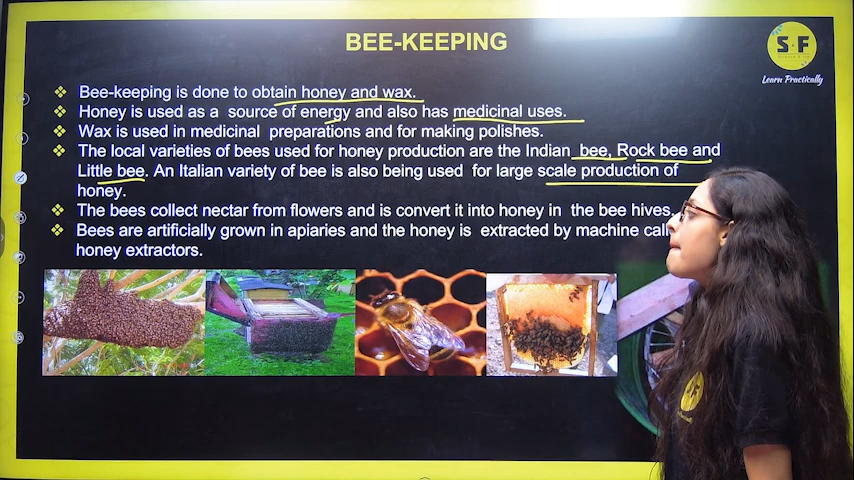 BEE-KEEPING
S F
Learn Practically
❖ Bee-keeping is done to obtain honey and wax.
❖ Honey is used as a source of energy and also has medicinal uses.
❖ Wax is used in medicinal preparations and for making polishes.
❖ The local varieties of bees used for honey production are the Indian bee, Rock bee and
Little bee. An Italian variety of bee is also being used for large scale production of
honey.
❖ The bees collect nectar from flowers and is convert it into honey in the bee hives.
❖ Bees are artificially grown in apiaries and the honey is extracted by machine call
honey extractors.
S F